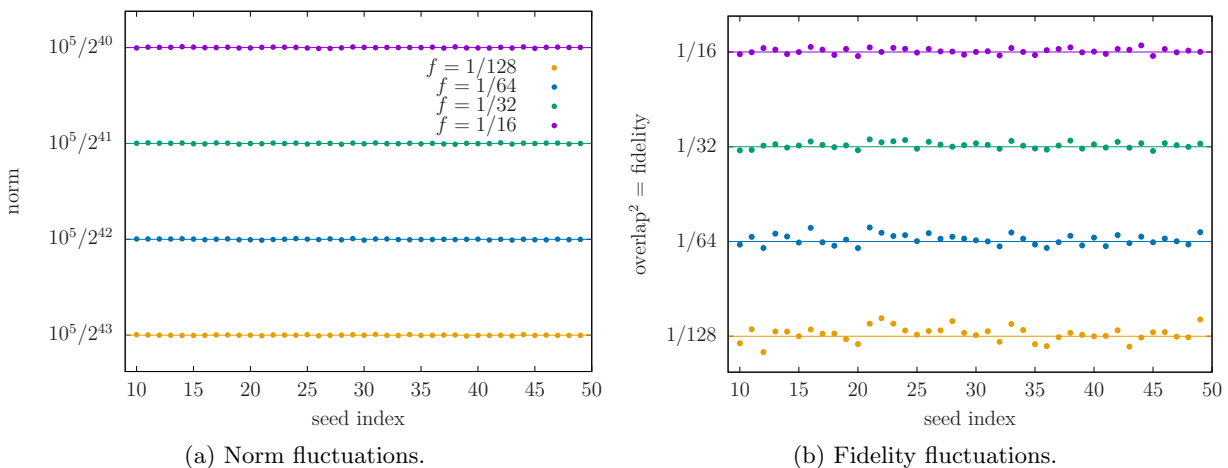 norm
10^5/2^40
10^5/2^41
10^5/2^42
10^5/2^43
f = 1/128
f = 1/64
f = 1/32
f = 1/16
10 15 20 25 30 35 40 45 50
seed index
(a) Norm fluctuations.
overlap^2 = fidelity
1/16
1/32
1/64
1/128
10 15 20 25 30 35 40 45 50
seed index
(b) Fidelity fluctuations.